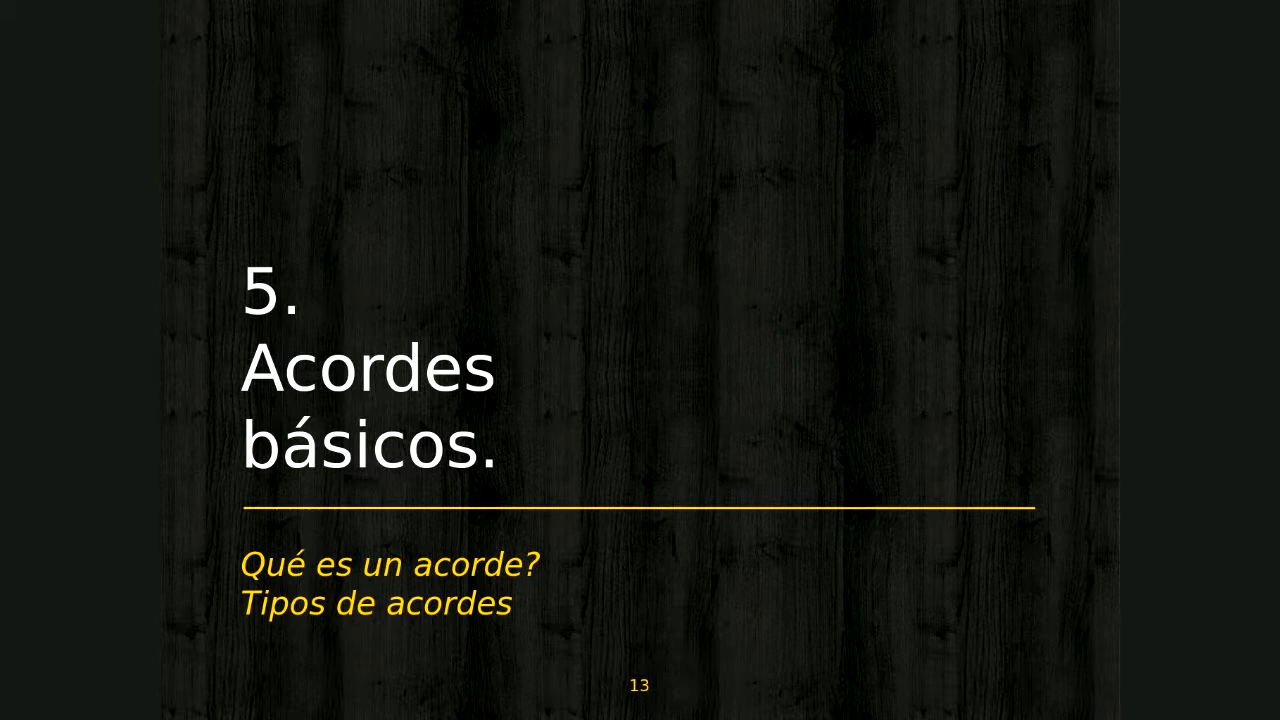 5.
Acordes
básicos.
Qué es un acorde?
Tipos de acordes
13